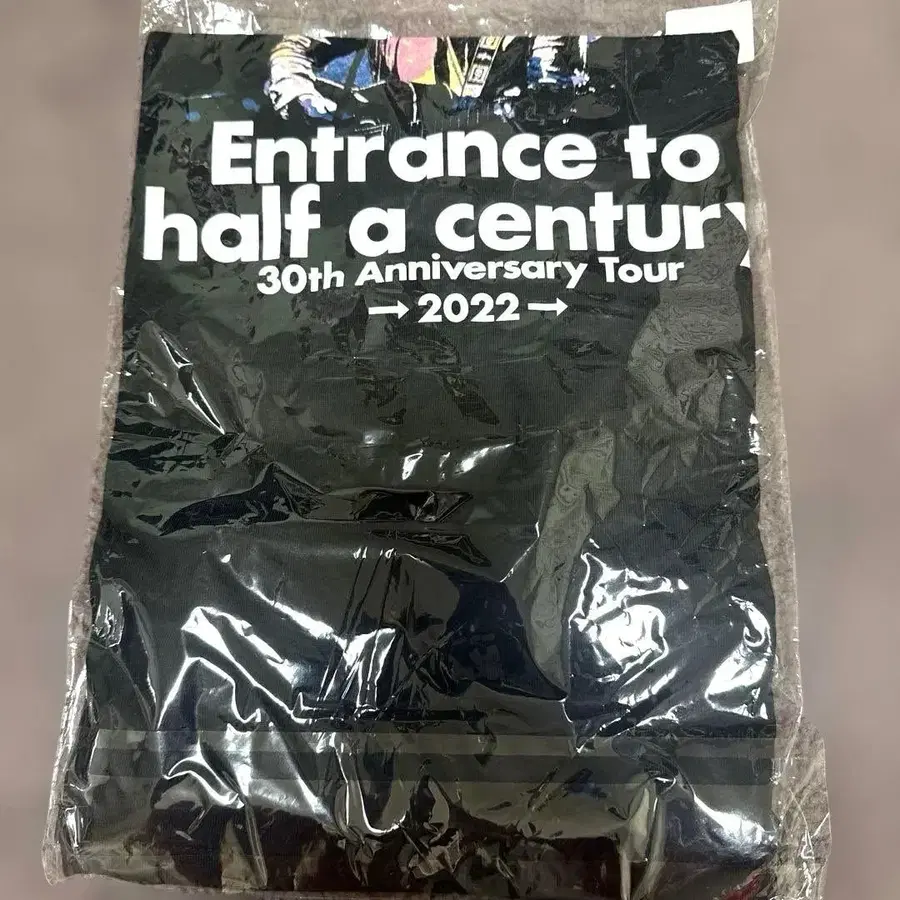 Entrance to
half a century
30th Anniversary Tour
→2022→